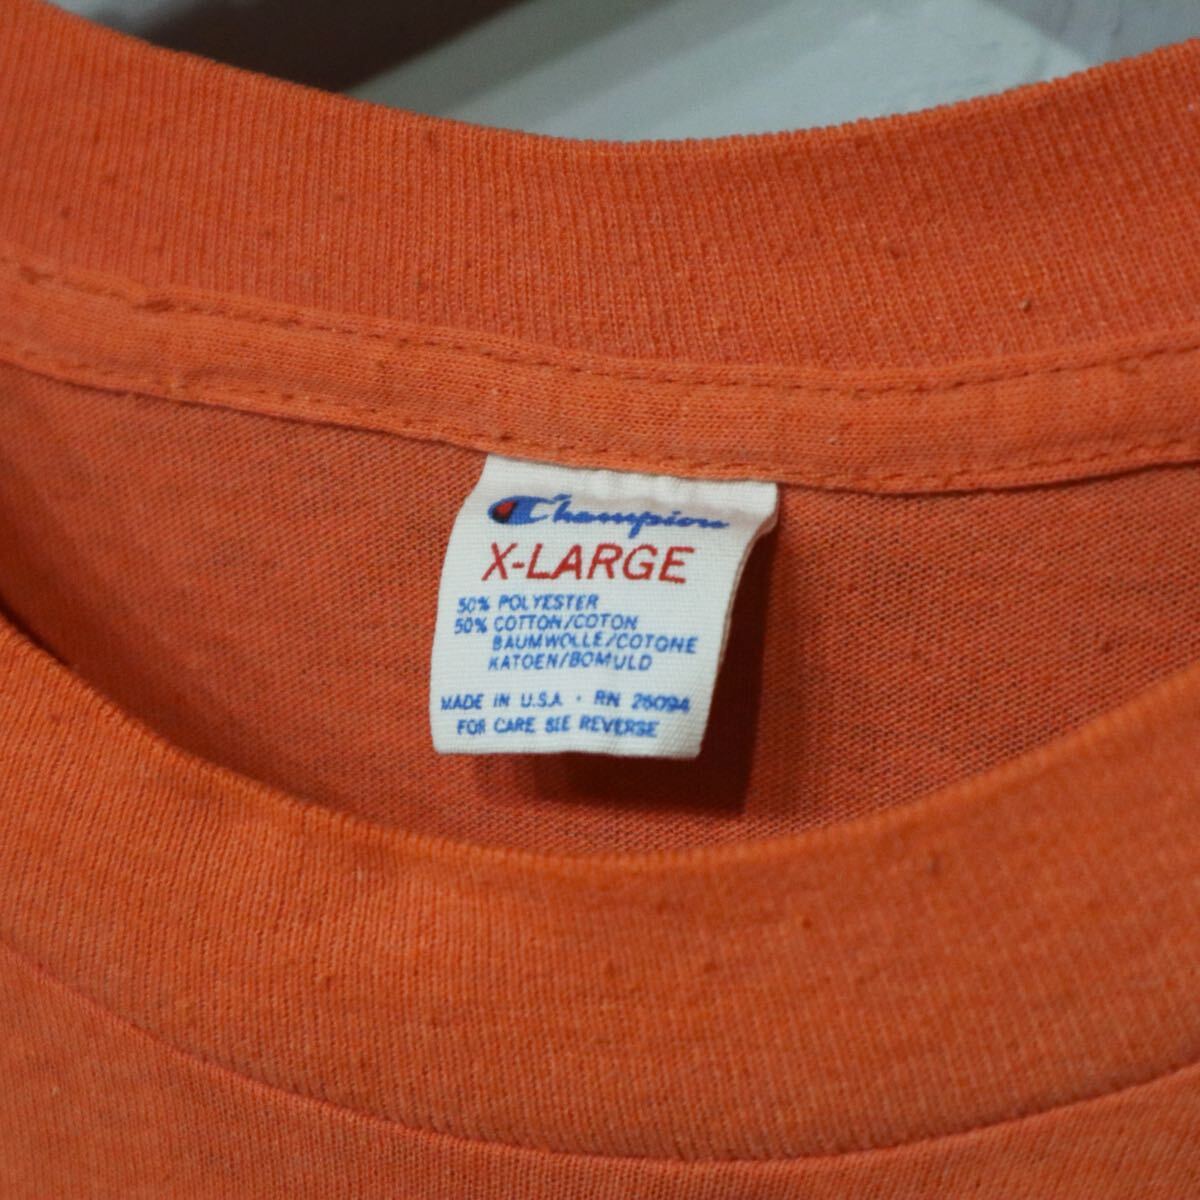 Champion
X-LARGE
50% POLYESTER
50% COTTON/COTON
BAUMWOLLE/COTONE
KATOEN/BOMULD
MADE IN U.S.A. • RN 26094
FOR CARE SEE REVERSE